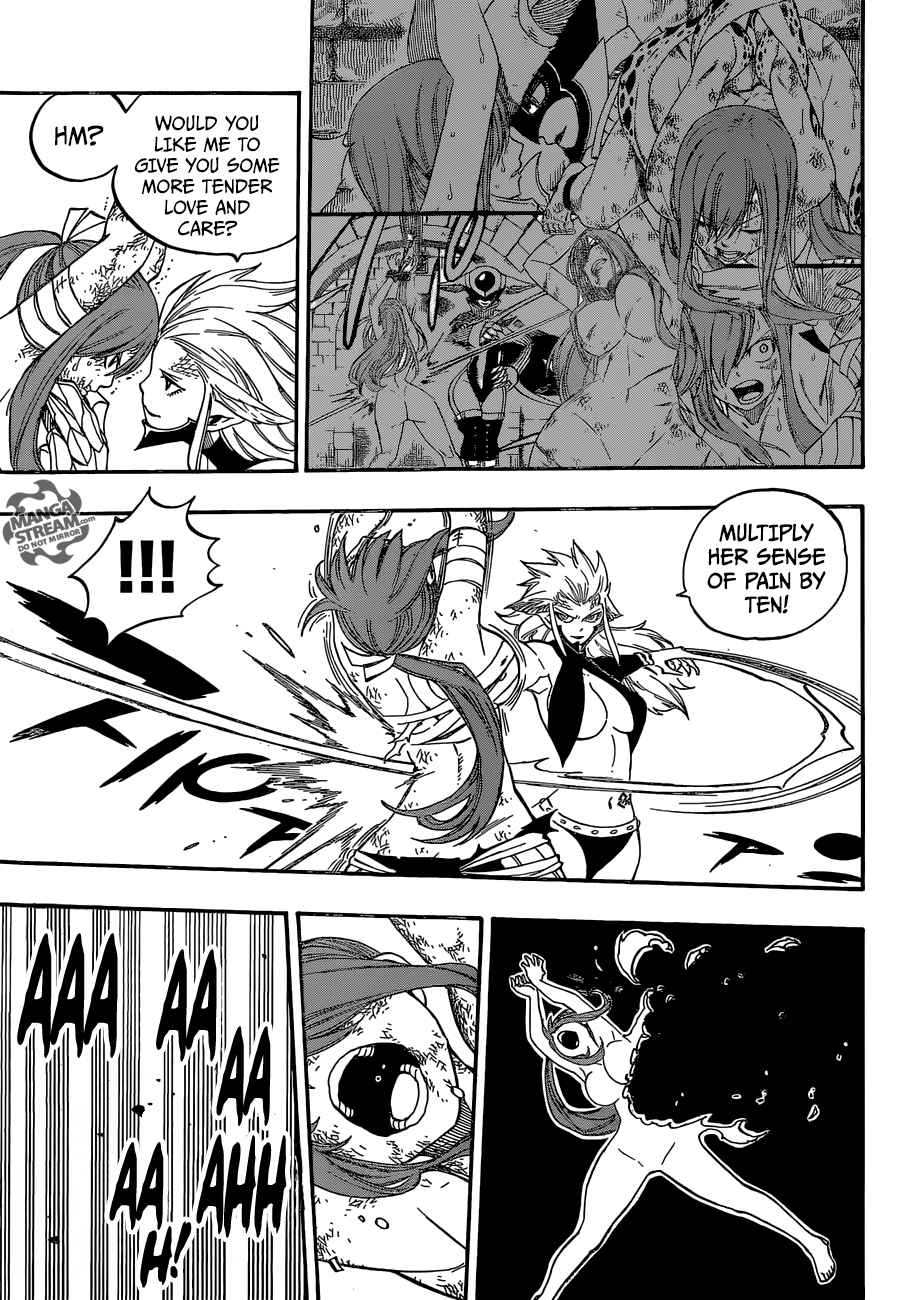 WOULD YOU
LIKE ME TO
GIVE YOU SOME
MORE TENDER
LOVE AND
CARE?
HM?
MULTIPLY
HER SENSE
OF PAIN BY
TEN!
!!!
MANGA
STREAM.com
DO NOT MIRROR
AAA
AA
AA
AA
AHH
H!